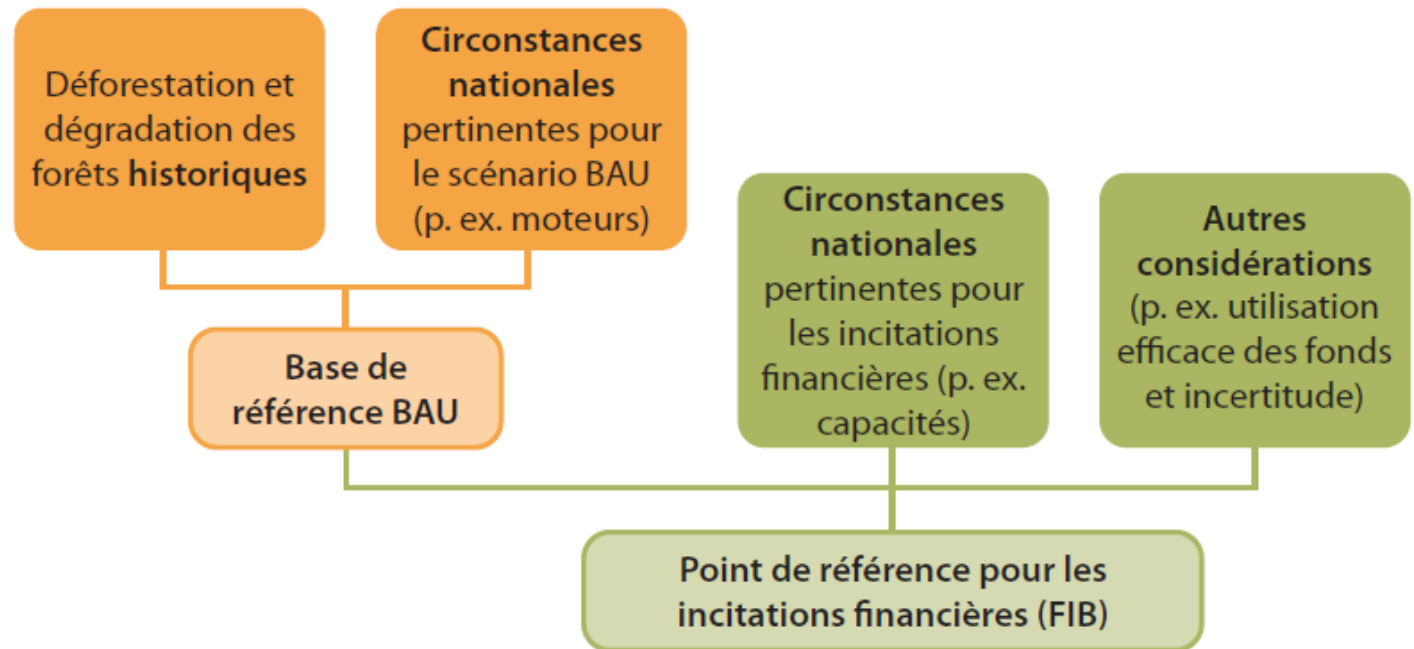 Déforestation et
dégradation des
forêts historiques
Circonstances
nationales
pertinentes pour
le scénario BAU
(p. ex. moteurs)
Base de
référence BAU
Circonstances
nationales
pertinentes pour
les incitations
financières (p. ex.
capacités)
Autres
considérations
(p. ex. utilisation
efficace des fonds
et incertitude)
Point de référence pour les
incitations financières (FIB)